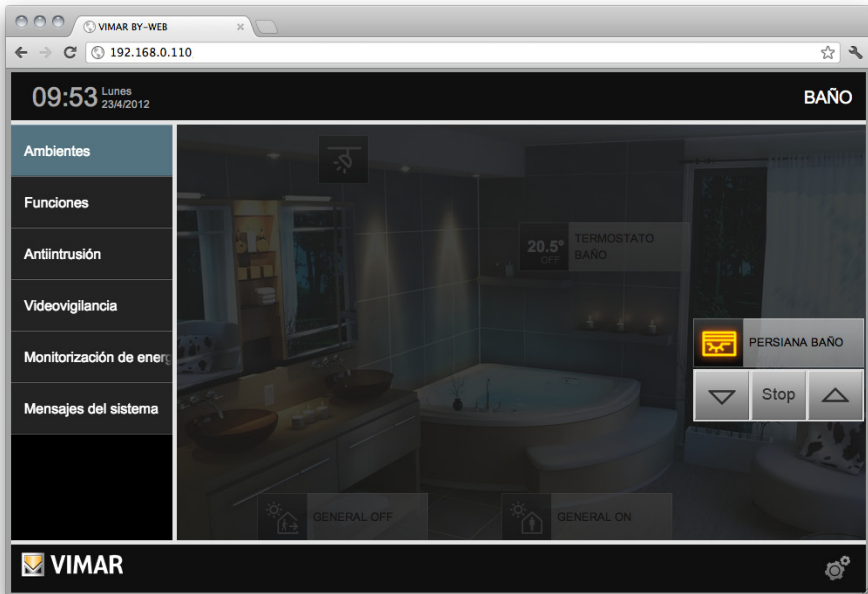 VIMAR BY-WEB
192.168.0.110
09:53
Lunes
23/4/2012
BAÑO
Ambientes
Funciones
Antiintrusión
Videovigilancia
Monitorización de energ
Mensajes del sistema
20.5°
OFF
TERMOSTATO
BAÑO
PERSIANA BAÑO
Stop
GENERAL OFF
GENERAL ON
VIMAR